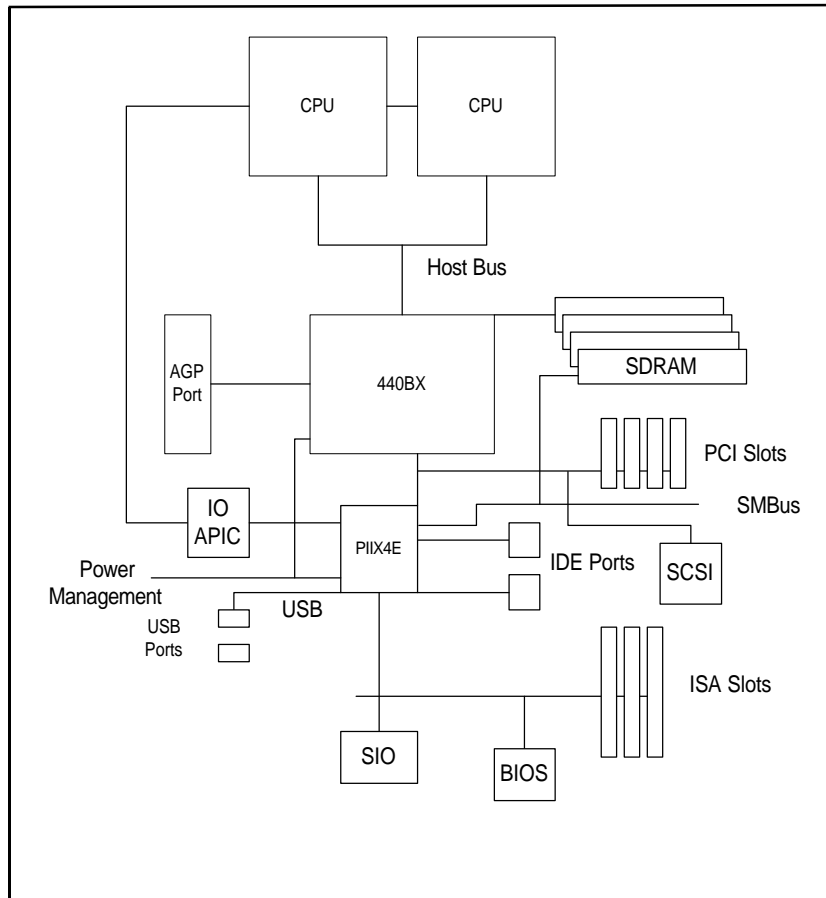 CPU
CPU
Host Bus
AGP
Port
440BX
SDRAM
PCI Slots
SMBus
IO
APIC
PIIX4E
IDE Ports
SCSI
Power
Management
USB
USB
Ports
ISA Slots
SIO
BIOS